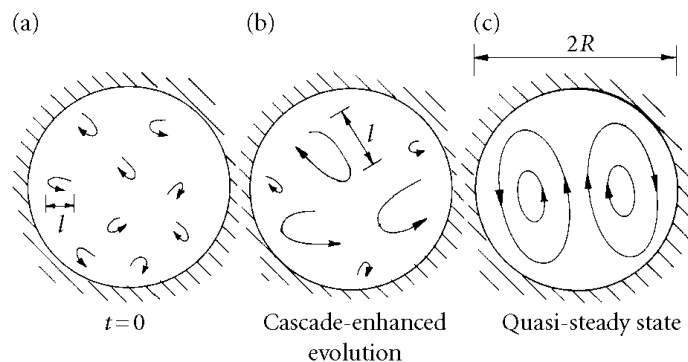 (a)
(b)
(c)
2R
l
l
t=0
Cascade-enhanced
evolution
Quasi-steady state